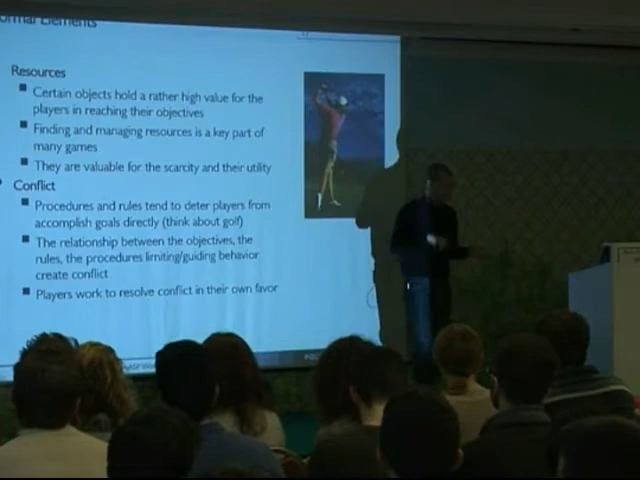 Formal Elements
Resources
Certain objects hold a rather high value for the
players in reaching their objectives
Finding and managing resources is a key part of
many games
They are valuable for the scarcity and their utility
Conflict
Procedures and rules tend to deter players from
accomplish goals directly (think about golf)
The relationship between the objectives, the
rules, the procedures limiting/guiding behavior
create conflict
Players work to resolve conflict in their own favor